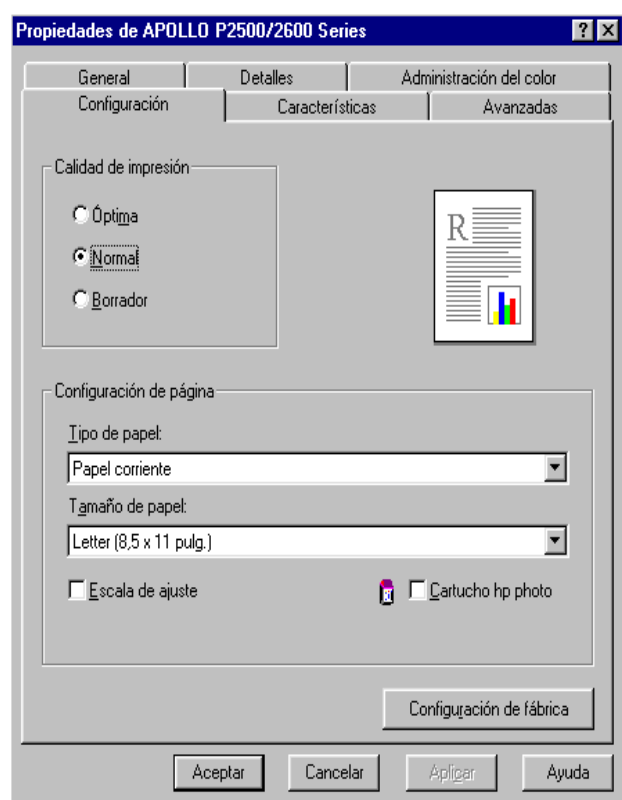 Propiedades de APOLLO P2500/2600 Series
General Detalles Administración del color
Configuración Características Avanzadas
Calidad de impresión
Óptima
Normal
Borrador
R
Configuración de página
Tipo de papel:
Papel corriente
Tamaño de papel:
Letter (8,5 x 11 pulg.)
Escala de ajuste Cartucho hp photo
Configuración de fábrica
Aceptar Cancelar Aplicar Ayuda